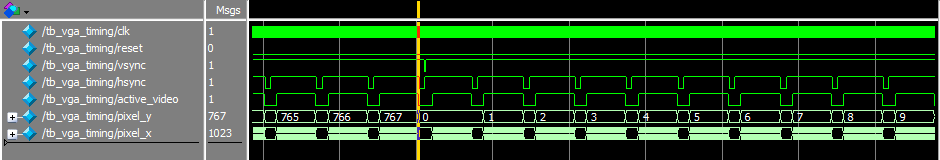 Msgs
/tb_vga_timing/clk 1
/tb_vga_timing/reset 0
/tb_vga_timing/vsync 1
/tb_vga_timing/hsync 1
/tb_vga_timing/active_video 1
/tb_vga_timing/pixel_y 767 765 766 767 0 1 2 3 4 5 6 7 8 9
/tb_vga_timing/pixel_x 1023